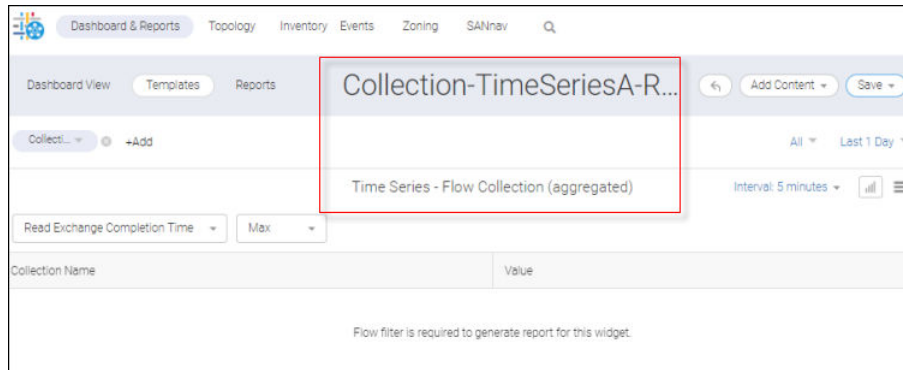 Dashboard & Reports Topology Inventory Events Zoning SANnav
Dashboard View Templates Reports Collection-TimeSeriesA-R... Add Content Save
Collecti... +Add All Last 1 Day
Time Series - Flow Collection (aggregated) Interval: 5 minutes
Read Exchange Completion Time Max
Collection Name Value
Flow filter is required to generate report for this widget.